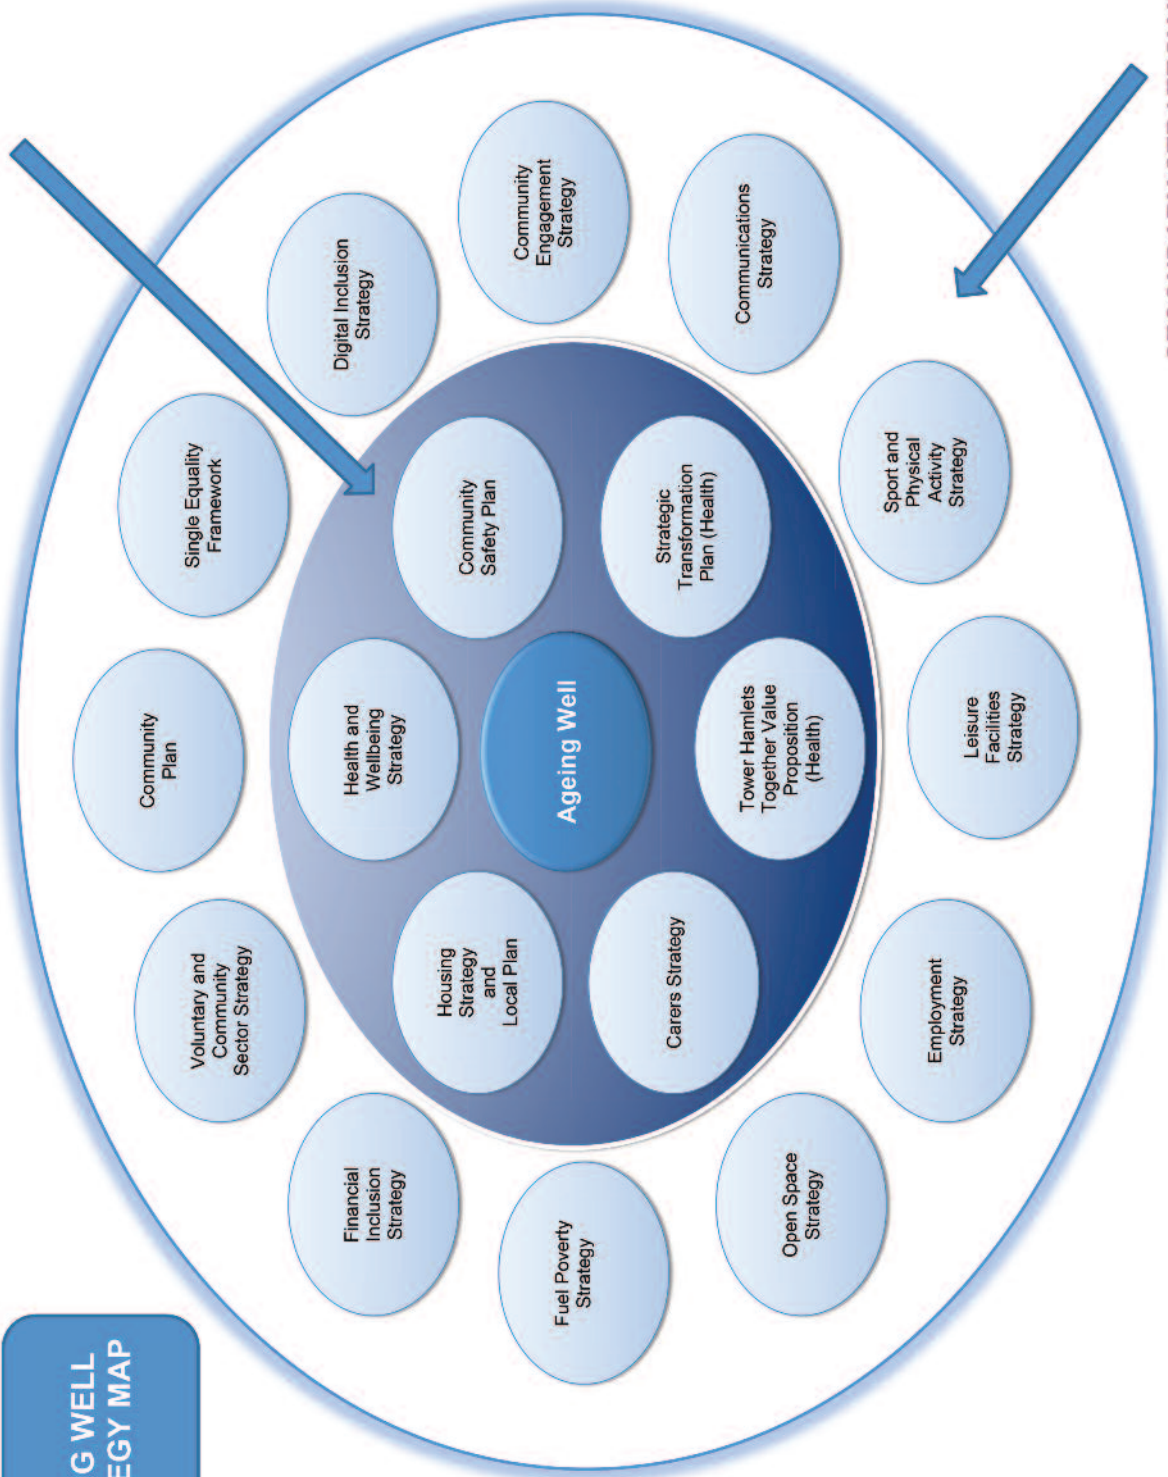 G WELL
EGY MAP
Community
Plan
Voluntary and
Community
Sector Strategy
Single Equality
Framework
Financial
Inclusion
Strategy
Digital Inclusion
Strategy
Health and
Wellbeing
Strategy
Housing
Strategy
and
Local Plan
Community
Safety Plan
Fuel Poverty
Strategy
Ageing Well
Community
Engagement
Strategy
Carers Strategy
Strategic
Transformation
Plan (Health)
Open Space
Strategy
Tower Hamlets
Together Value
Proposition
(Health)
Communications
Strategy
Employment
Strategy
Sport and
Physical
Activity
Strategy
Leisure
Facilities
Strategy